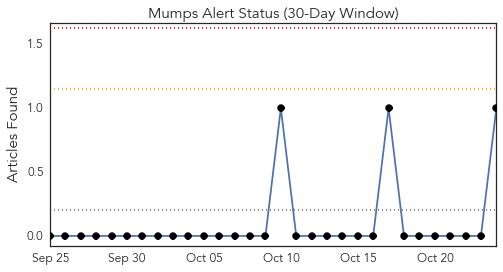 Mumps Alert Status (30-Day Window)
Articles Found
1.5
1.0
0.5
0.0
Sep 25 Sep 30 Oct 05 Oct 10 Oct 15 Oct 20